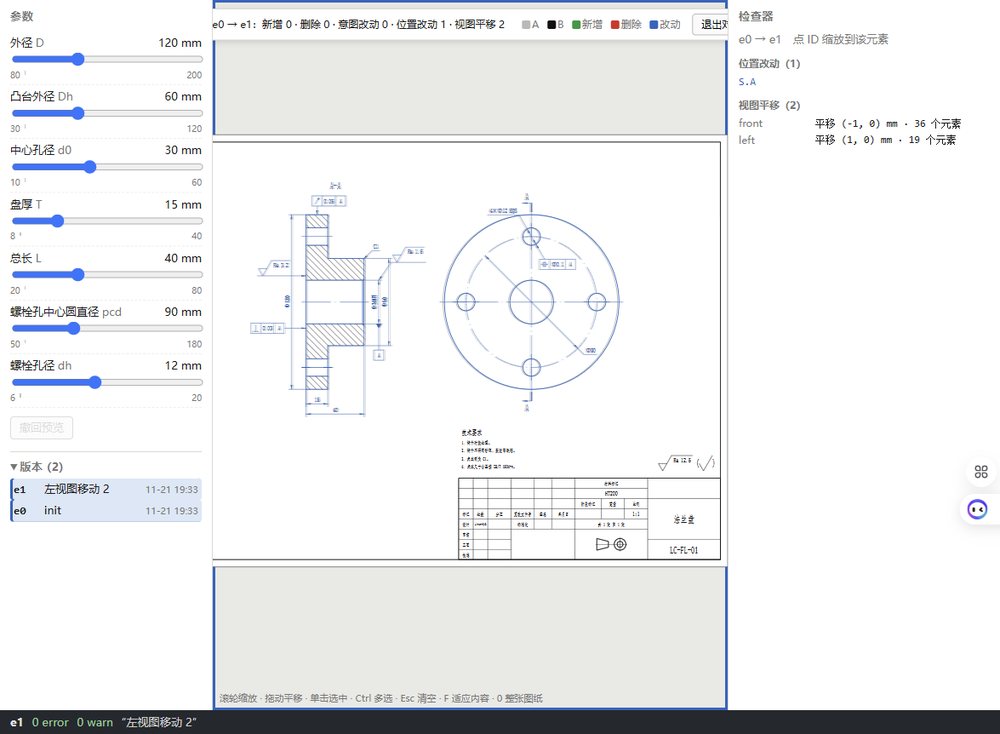 参数
外径 D 120 mm
80 200
凸台外径 Dh 60 mm
30 120
中心孔径 d0 30 mm
10 60
盘厚 T 15 mm
8 40
总长 L 40 mm
20 80
螺栓孔中心圆直径 pcd 90 mm
50 180
螺栓孔径 dh 12 mm
6 20
撤回预览
▾版本 (2)
e1 左视图移动 2 11-21 19:33
e0 init 11-21 19:33
e0 → e1: 新增 0 · 删除 0 · 意图改动 0 · 位置改动 1 · 视图平移 2 A B 新增 删除 改动 退出
A-A
A
A
A
技术要求
Ra 12.5
HT200
1:1
法兰盘
LC-FL-01
滚轮缩放 · 拖动平移 · 单击选中 · Ctrl 多选 · Esc 清空 · F 适应内容 · 0 整张图纸
检查器
e0 → e1 点 ID 缩放到该元素
位置改动 (1)
S.A
视图平移 (2)
front 平移 (-1, 0) mm · 36 个元素
left 平移 (1, 0) mm · 19 个元素
e1 0 error 0 warn “左视图移动 2”